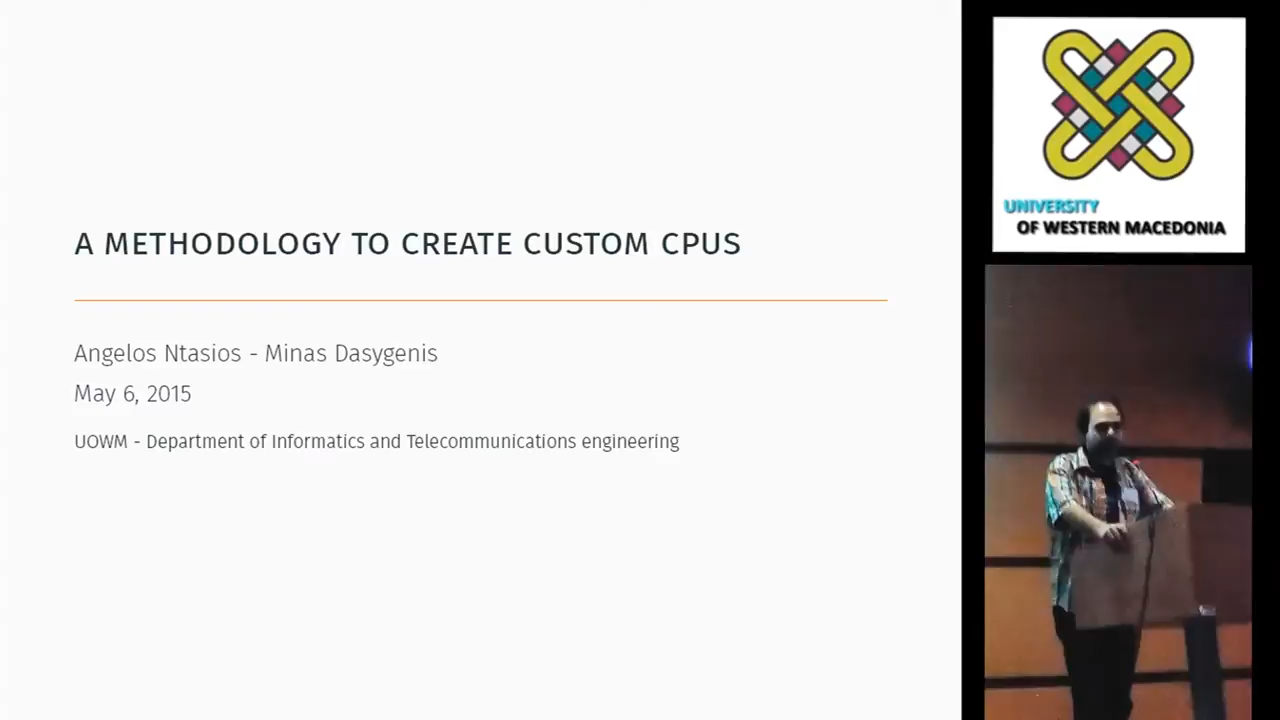 A METHODOLOGY TO CREATE CUSTOM CPUS
Angelos Ntasios - Minas Dasygenis
May 6, 2015
UOWM - Department of Informatics and Telecommunications engineering
UNIVERSITY
OF WESTERN MACEDONIA